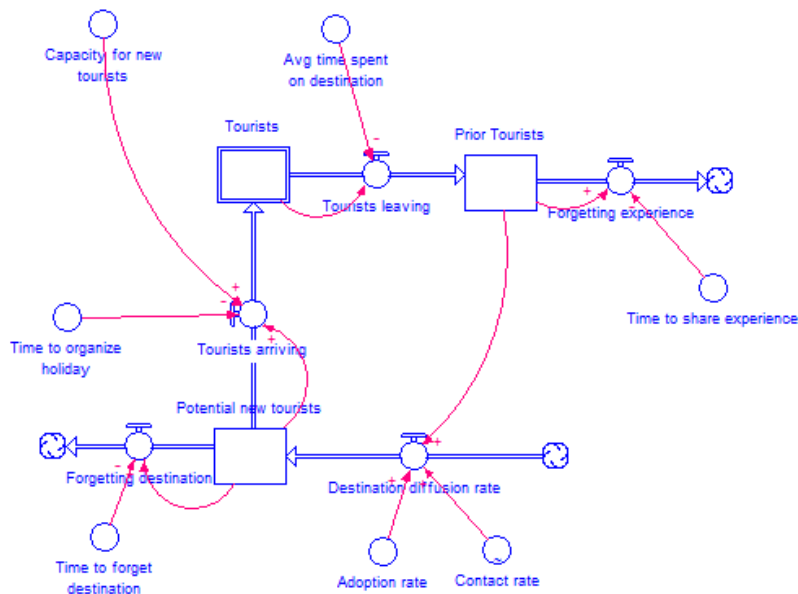 Capacity for new
tourists
Avg time spent
on destination
Tourists
Prior Tourists
-
Tourists leaving
+
Forgetting experience
-
+
-
Time to share experience
Time to organize
holiday
Tourists arriving
+
Potential new tourists
+
Forgetting destination
-
Destination diffusion rate
+
+
Time to forget
destination
Adoption rate
Contact rate